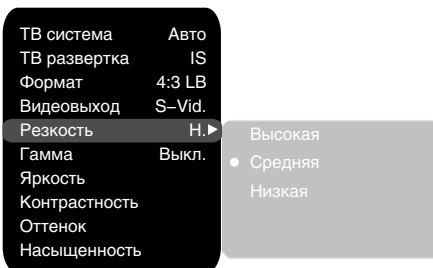 ТВ система Авто
ТВ развертка IS
Формат 4:3 LB
Видеовыход S–Vid.
Резкость Н.
Гамма Выкл.
Яркость
Контрастность
Оттенок
Насыщенность
Высокая
Средняя
Низкая